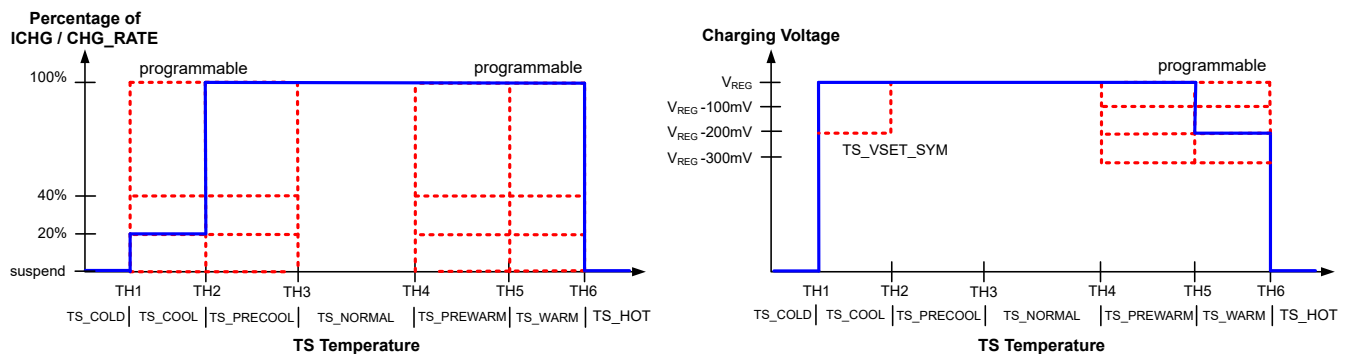 Percentage of
ICHG / CHG_RATE
100%
programmable
programmable
40%
20%
suspend
TH1 TH2 TH3 TH4 TH5 TH6
TS_COLD TS_COOL TS_PRECOOL TS_NORMAL TS_PREWARM TS_WARM TS_HOT
TS Temperature
Charging Voltage
programmable
VREG
VREG -100mV
VREG -200mV
TS_VSET_SYM
VREG -300mV
TH1 TH2 TH3 TH4 TH5 TH6
TS_COLD TS_COOL TS_PRECOOL TS_NORMAL TS_PREWARM TS_WARM TS_HOT
TS Temperature